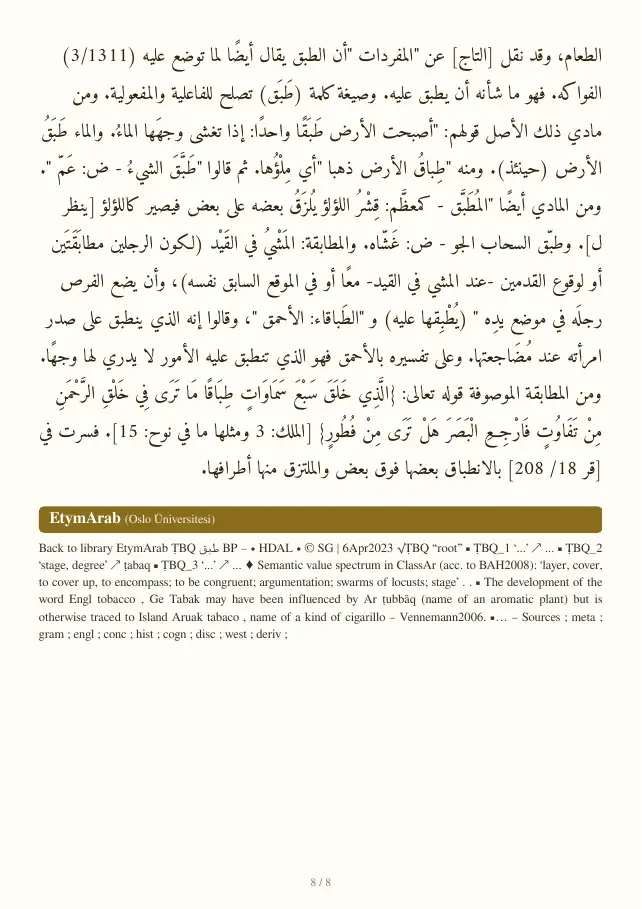 الطعام، وقد نقل [التاج] عن "المفردات "أن الطبق يقال أيضًا لما توضع عليه (3/1311)
الفواكه. فهو ما شأنه أن يطبق عليه. وصيغة كلمة (طَبَق) تصلح للفاعلية والمفعولية. ومن
مادي ذلك الأصل قولهم: "أصبحت الأرض طَبَقًا واحدًا: إذا تغشى وجهَها الماءُ. والماء طَبَقُ
الأرض (حينئذ). ومنه "طِباقُ الأرض ذهبا "أي مِلْؤُها. ثم قالوا "طَبَّقَ الشيءُ - ض: عَمّ ".
ومن المادي أيضًا "المُطَبَّق - كمعظَّم: قِشْرُ اللؤلؤ يُلزَقُ بعضه على بعض فيصير كاللؤلؤ [ينظر
ل]. وطبّق السحاب الجو - ض: غَشّاه. والمطابقة: المَشْيُ في القَيْد (لكون الرجلين مطابَقَتَين
أو لوقوع القدمين -عند المشي في القيد- معًا أو في الموقع السابق نفسه)، وأن يضع الفرص
رجلَه في موضع يدِه " (يُطْبِقها عليه) و "الطَباقاء: الأحمق "، وقالوا إنه الذي ينطبق على صدر
امرأته عند مُضَاجعتها. وعلى تفسيره بالأحمق فهو الذي تنطبق عليه الأمور لا يدري لها وجهًا.
ومن المطابقة الموصوفة قوله تعالى: {الَّذِي خَلَقَ سَبْعَ سَمَاوَاتٍ طِبَاقًا مَا تَرَى فِي خَلْقِ الرَّحْمَنِ
مِنْ تَفَاوُتٍ فَارْجِعِ الْبَصَرَ هَلْ تَرَى مِنْ فُطُورٍ} [الملك: 3 ومثلها ما في نوح: 15]. فسرت في
[قر 18/ 208] بالانطباق بعضها فوق بعض والملتزق منها أطرافها.
EtymArab (Oslo Üniversitesi)
Back to library EtymArab ṬBQ طبق BP – • HDAL • © SG | 6Apr2023 √ṬBQ “root” ▪ ṬBQ_1 ‘...’ ↗ ... ▪ ṬBQ_2
‘stage, degree’ ↗ ṭabaq ▪ ṬBQ_3 ‘...’ ↗ ... ♦ Semantic value spectrum in ClassAr (acc. to BAH2008): ‘layer, cover,
to cover up, to encompass; to be congruent; argumentation; swarms of locusts; stage’ . . ▪ The development of the
word Engl tobacco , Ge Tabak may have been influenced by Ar ṭubbāq (name of an aromatic plant) but is
otherwise traced to Island Aruak tabaco , name of a kind of cigarillo – Vennemann2006. ▪… – Sources ; meta ;
gram ; engl ; conc ; hist ; cogn ; disc ; west ; deriv ;
8 / 8